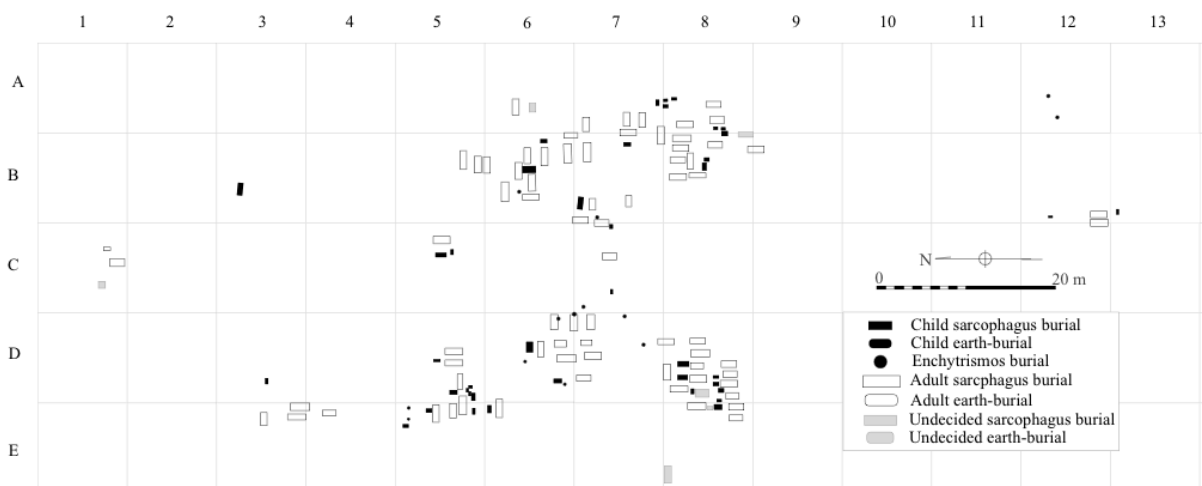 1 2 3 4 5 6 7 8 9 10 11 12 13
A
B
C
N
0 20 m
D
Child sarcophagus burial
Child earth-burial
Enchytrismos burial
Adult sarcphagus burial
Adult earth-burial
Undecided sarcophagus burial
Undecided earth-burial
E